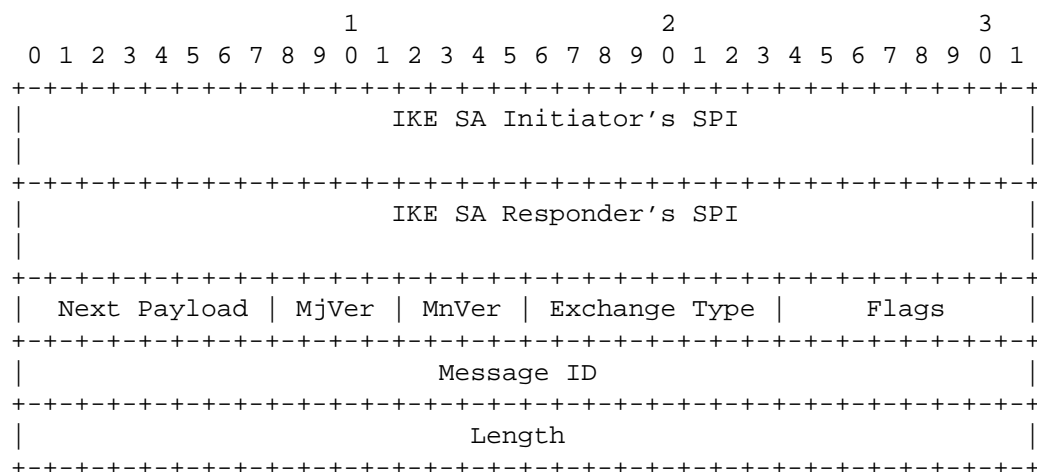 1                   2                   3
 0 1 2 3 4 5 6 7 8 9 0 1 2 3 4 5 6 7 8 9 0 1 2 3 4 5 6 7 8 9 0 1
+-+-+-+-+-+-+-+-+-+-+-+-+-+-+-+-+-+-+-+-+-+-+-+-+-+-+-+-+-+-+-+-+
|                       IKE SA Initiator's SPI                  |
|                                                               |
+-+-+-+-+-+-+-+-+-+-+-+-+-+-+-+-+-+-+-+-+-+-+-+-+-+-+-+-+-+-+-+-+
|                       IKE SA Responder's SPI                  |
|                                                               |
+-+-+-+-+-+-+-+-+-+-+-+-+-+-+-+-+-+-+-+-+-+-+-+-+-+-+-+-+-+-+-+-+
|  Next Payload | MjVer | MnVer | Exchange Type |     Flags     |
+-+-+-+-+-+-+-+-+-+-+-+-+-+-+-+-+-+-+-+-+-+-+-+-+-+-+-+-+-+-+-+-+
|                          Message ID                           |
+-+-+-+-+-+-+-+-+-+-+-+-+-+-+-+-+-+-+-+-+-+-+-+-+-+-+-+-+-+-+-+-+
|                            Length                             |
+-+-+-+-+-+-+-+-+-+-+-+-+-+-+-+-+-+-+-+-+-+-+-+-+-+-+-+-+-+-+-+-+